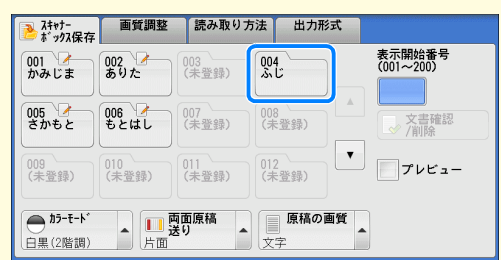 スキャナー
ボックス保存
画質調整
読み取り方法
出力形式
001
かみじま
002
ありた
003
(未登録)
004
ふじ
表示開始番号
(001~200)
005
さかもと
006
もとはし
007
(未登録)
008
(未登録)
文書確認
/削除
009
(未登録)
010
(未登録)
011
(未登録)
012
(未登録)
プレビュー
カラーモード
白黒(2階調)
両面原稿
送り
片面
原稿の画質
文字